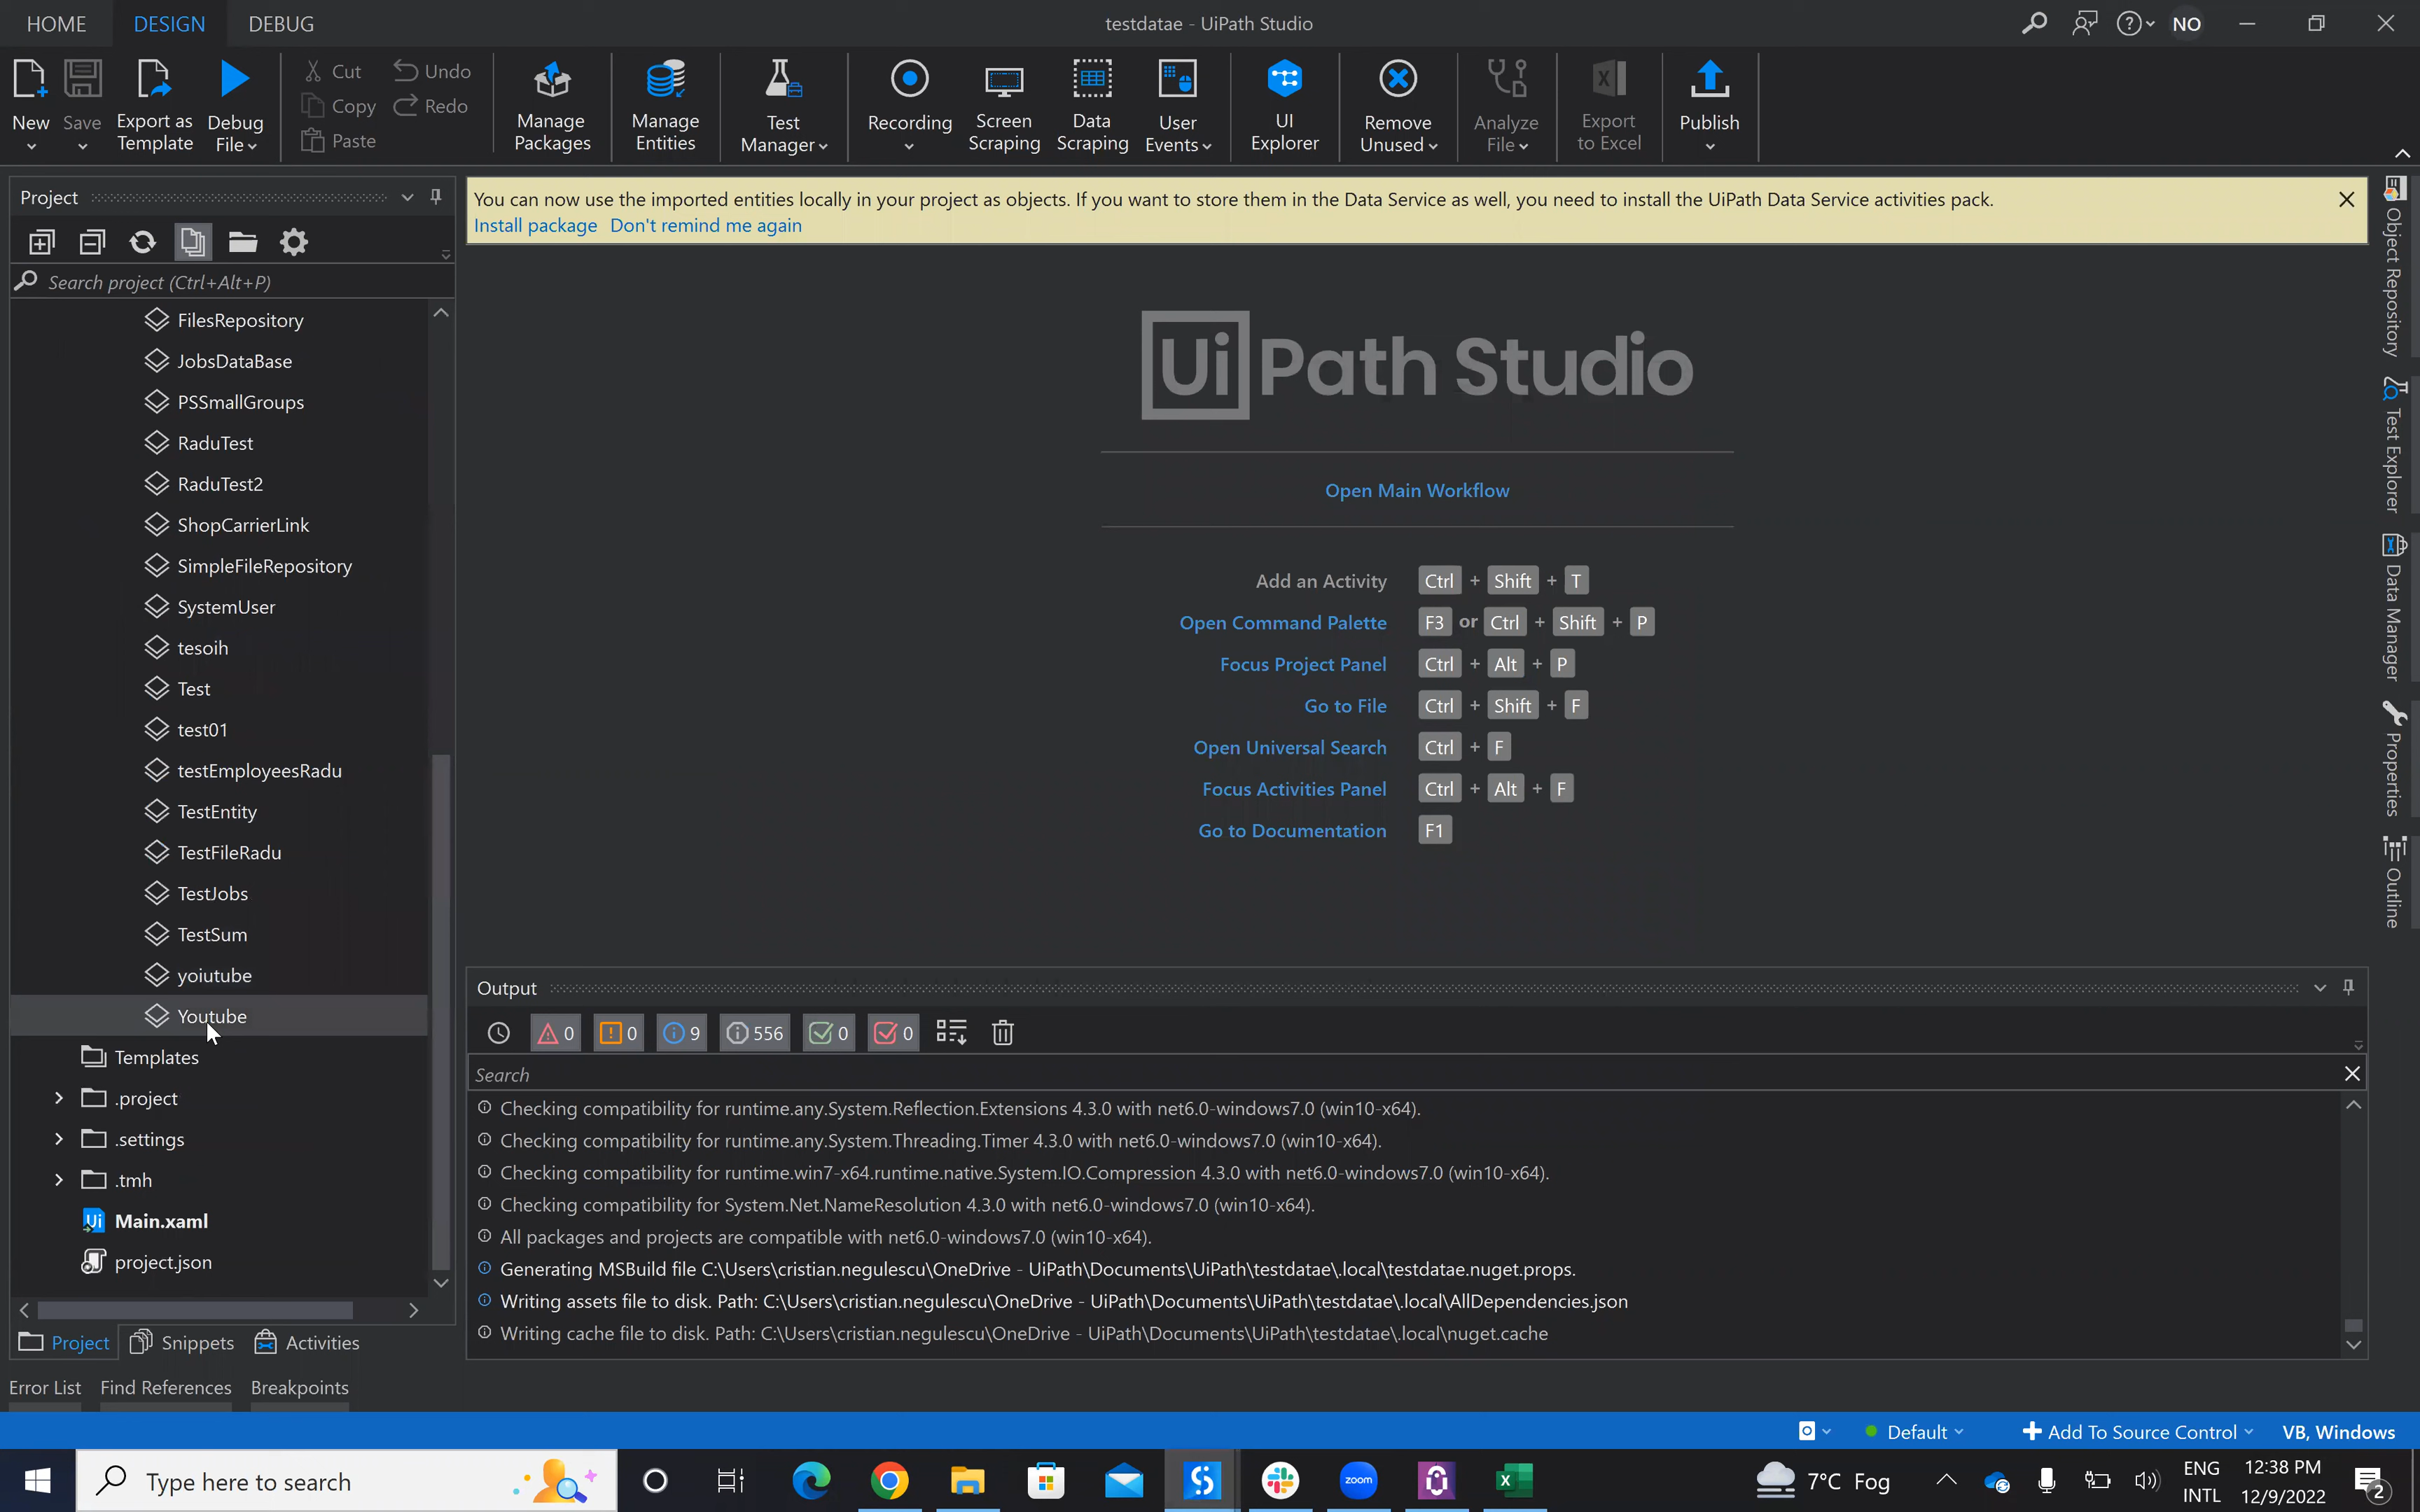 HOME DESIGN DEBUG testdatae - UiPath Studio NO
New Save Export as Template Debug File Cut Copy Paste Undo Redo
Manage Packages
Manage Entities
Test Manager
Recording
Screen Scraping
Data Scraping
User Events
UI Explorer
Remove Unused
Analyze File
Export to Excel
Publish
Project
Search project (Ctrl+Alt+P)
FilesRepository
JobsDataBase
PSSmallGroups
RaduTest
RaduTest2
ShopCarrierLink
SimpleFileRepository
SystemUser
tesoih
Test
test01
testEmployeesRadu
TestEntity
TestFileRadu
TestJobs
TestSum
yoiutube
Youtube
Templates
.project
.settings
.tmh
Main.xaml
project.json
Project Snippets Activities
Error List Find References Breakpoints
You can now use the imported entities locally in your project as objects. If you want to store them in the Data Service as well, you need to install the UiPath Data Service activities pack.
Install package Don't remind me again
UiPath Studio
Open Main Workflow
Add an Activity Ctrl + Shift + T
Open Command Palette F3 or Ctrl + Shift + P
Focus Project Panel Ctrl + Alt + P
Go to File Ctrl + Shift + F
Open Universal Search Ctrl + F
Focus Activities Panel Ctrl + Alt + F
Go to Documentation F1
Output
0 0 9 556 0 0
Search
Checking compatibility for runtime.any.System.Reflection.Extensions 4.3.0 with net6.0-windows7.0 (win10-x64).
Checking compatibility for runtime.any.System.Threading.Timer 4.3.0 with net6.0-windows7.0 (win10-x64).
Checking compatibility for runtime.win7-x64.runtime.native.System.IO.Compression 4.3.0 with net6.0-windows7.0 (win10-x64).
Checking compatibility for System.Net.NameResolution 4.3.0 with net6.0-windows7.0 (win10-x64).
All packages and projects are compatible with net6.0-windows7.0 (win10-x64).
Generating MSBuild file C:\Users\cristian.negulescu\OneDrive - UiPath\Documents\UiPath\testdatae\.local\testdatae.nuget.props.
Writing assets file to disk. Path: C:\Users\cristian.negulescu\OneDrive - UiPath\Documents\UiPath\testdatae\.local\AllDependencies.json
Writing cache file to disk. Path: C:\Users\cristian.negulescu\OneDrive - UiPath\Documents\UiPath\testdatae\.local\nuget.cache
Object Repository
Test Explorer
Data Manager
Properties
Outline
Default Add To Source Control VB, Windows
Type here to search zoom 7°C Fog ENG INTL 12:38 PM 12/9/2022 2